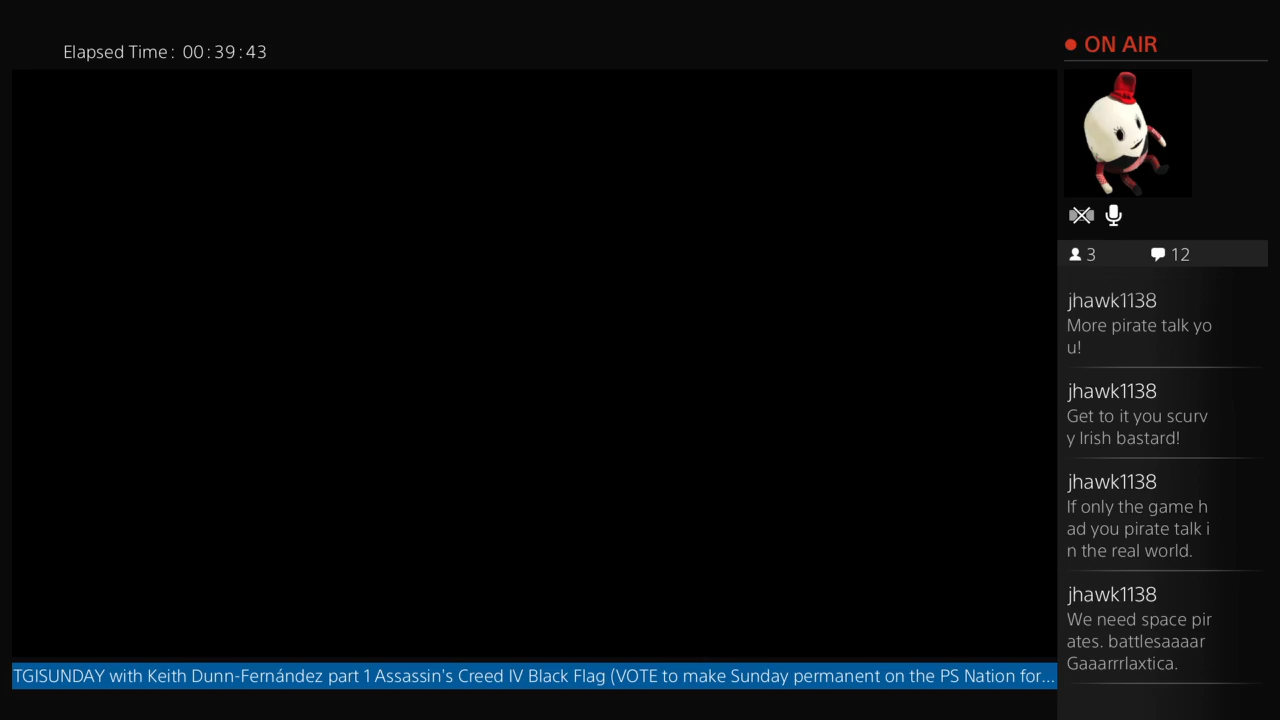 Elapsed Time: 00:39:43
ON AIR
3 12
jhawk1138
More pirate talk yo
u!
jhawk1138
Get to it you scurv
y Irish bastard!
jhawk1138
If only the game h
ad you pirate talk i
n the real world.
jhawk1138
We need space pir
ates. battlesaaaar
Gaaarrrlaxtica.
TGISUNDAY with Keith Dunn-Fernández part 1 Assassin's Creed IV Black Flag (VOTE to make Sunday permanent on the PS Nation for...